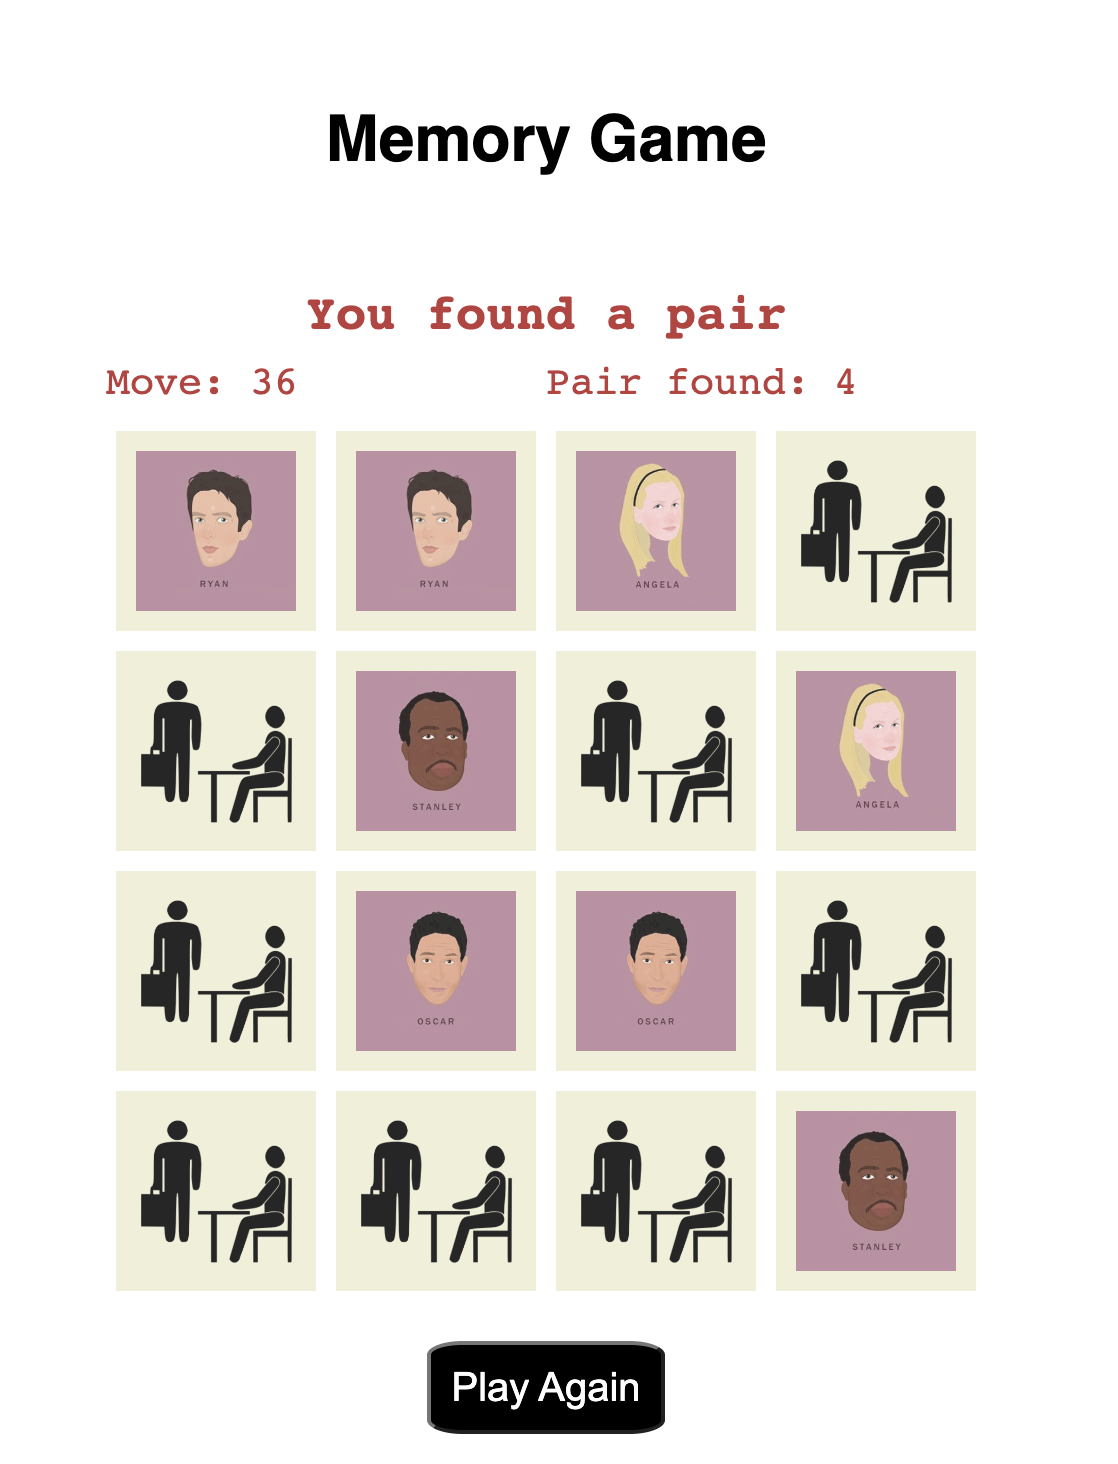 Memory Game
You found a pair
Move: 36
Pair found: 4
RYAN
RYAN
ANGELA
STANLEY
ANGELA
OSCAR
OSCAR
STANLEY
Play Again